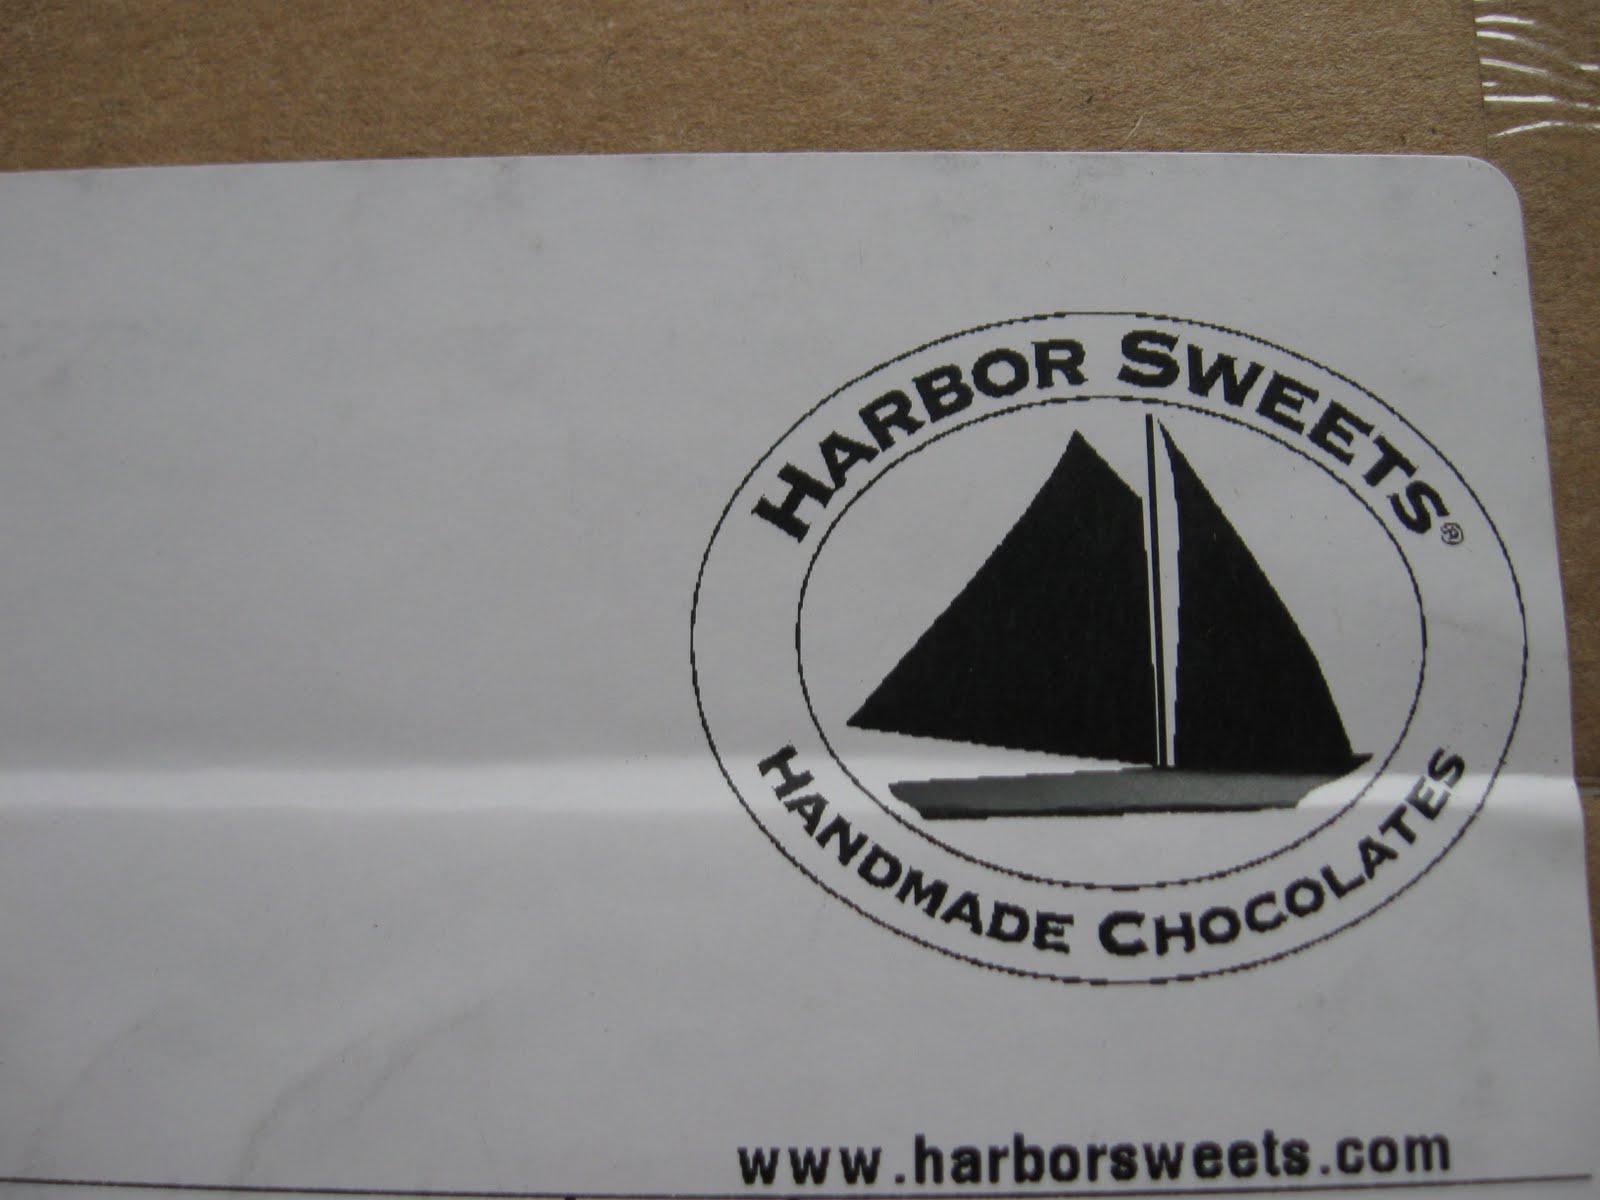 HARBOR SWEETS®
HANDMADE CHOCOLATES
www.harborsweets.com